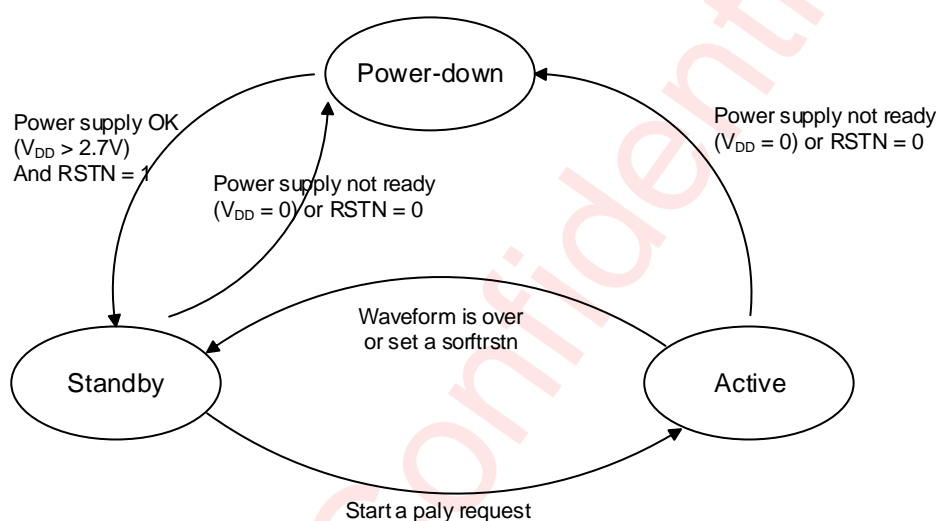 Power-down
Power supply OK
(VDD > 2.7V)
And RSTN = 1
Power supply not ready
(VDD = 0) or RSTN = 0
Power supply not ready
(VDD = 0) or RSTN = 0
Waveform is over
or set a sorftrstn
Standby
Active
Start a paly request
Confidenti